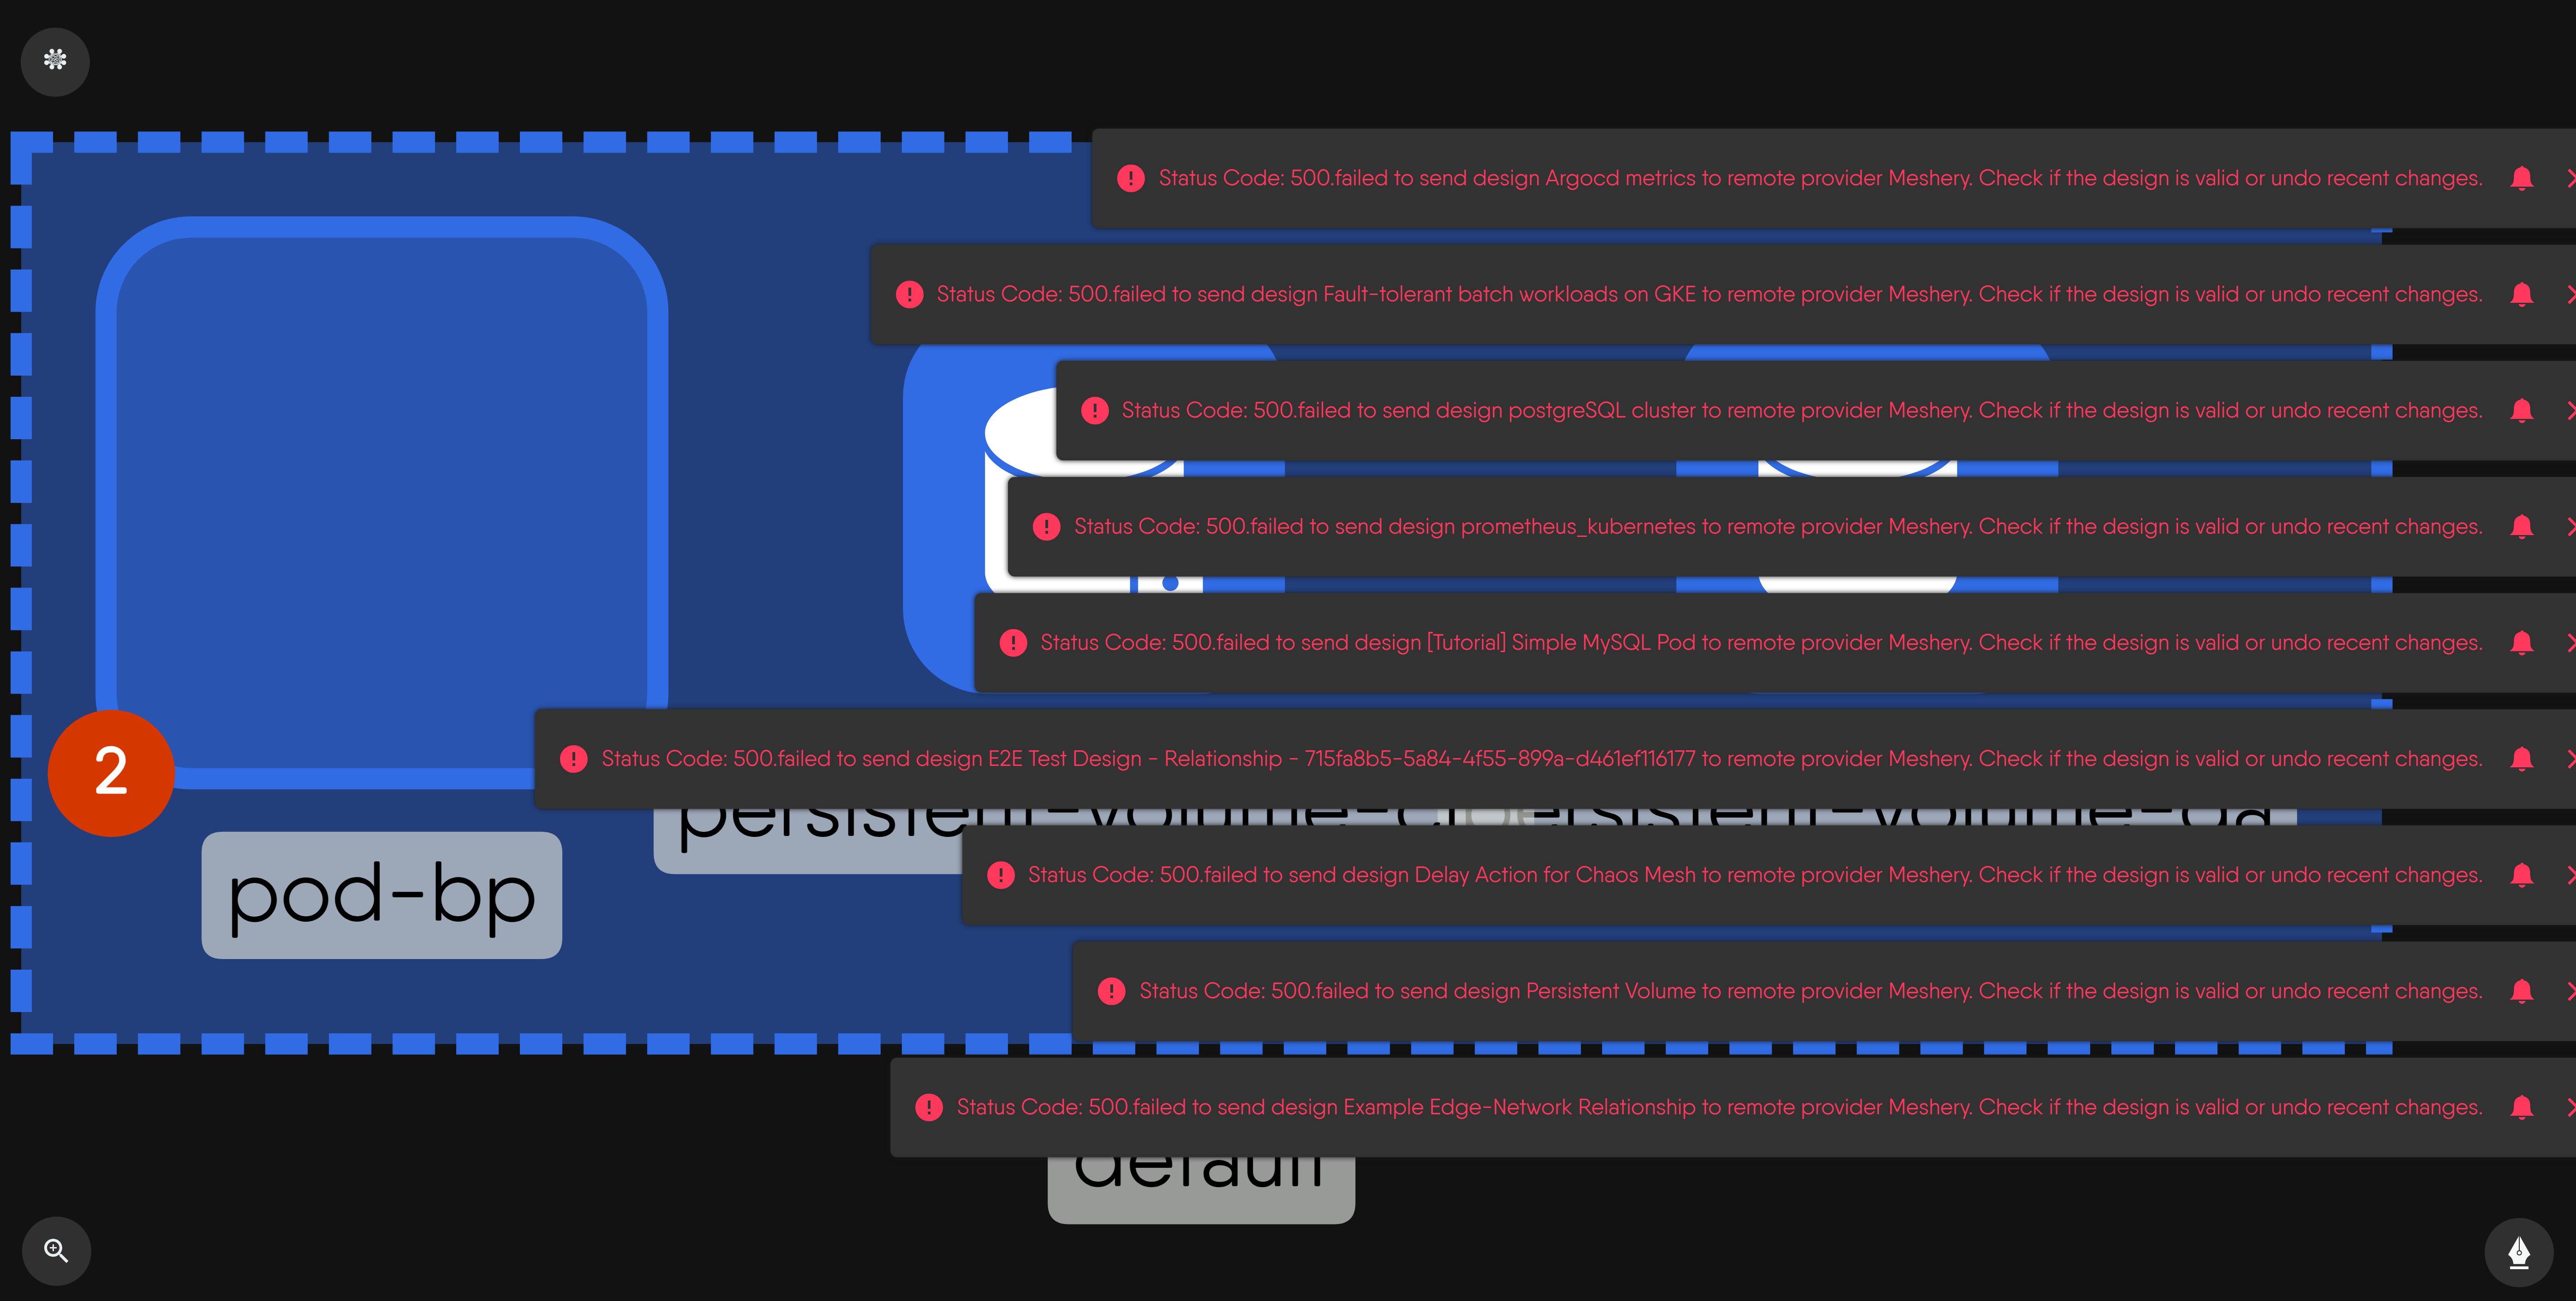 Status Code: 500.failed to send design Argocd metrics to remote provider Meshery. Check if the design is valid or undo recent changes.
Status Code: 500.failed to send design Fault-tolerant batch workloads on GKE to remote provider Meshery. Check if the design is valid or undo recent changes.
Status Code: 500.failed to send design postgreSQL cluster to remote provider Meshery. Check if the design is valid or undo recent changes.
Status Code: 500.failed to send design prometheus_kubernetes to remote provider Meshery. Check if the design is valid or undo recent changes.
Status Code: 500.failed to send design [Tutorial] Simple MySQL Pod to remote provider Meshery. Check if the design is valid or undo recent changes.
2
Status Code: 500.failed to send design E2E Test Design - Relationship - 715fa8b5-5a84-4f55-899a-d461ef116177 to remote provider Meshery. Check if the design is valid or undo recent changes.
pod-bp
Status Code: 500.failed to send design Delay Action for Chaos Mesh to remote provider Meshery. Check if the design is valid or undo recent changes.
Status Code: 500.failed to send design Persistent Volume to remote provider Meshery. Check if the design is valid or undo recent changes.
Status Code: 500.failed to send design Example Edge-Network Relationship to remote provider Meshery. Check if the design is valid or undo recent changes.
default